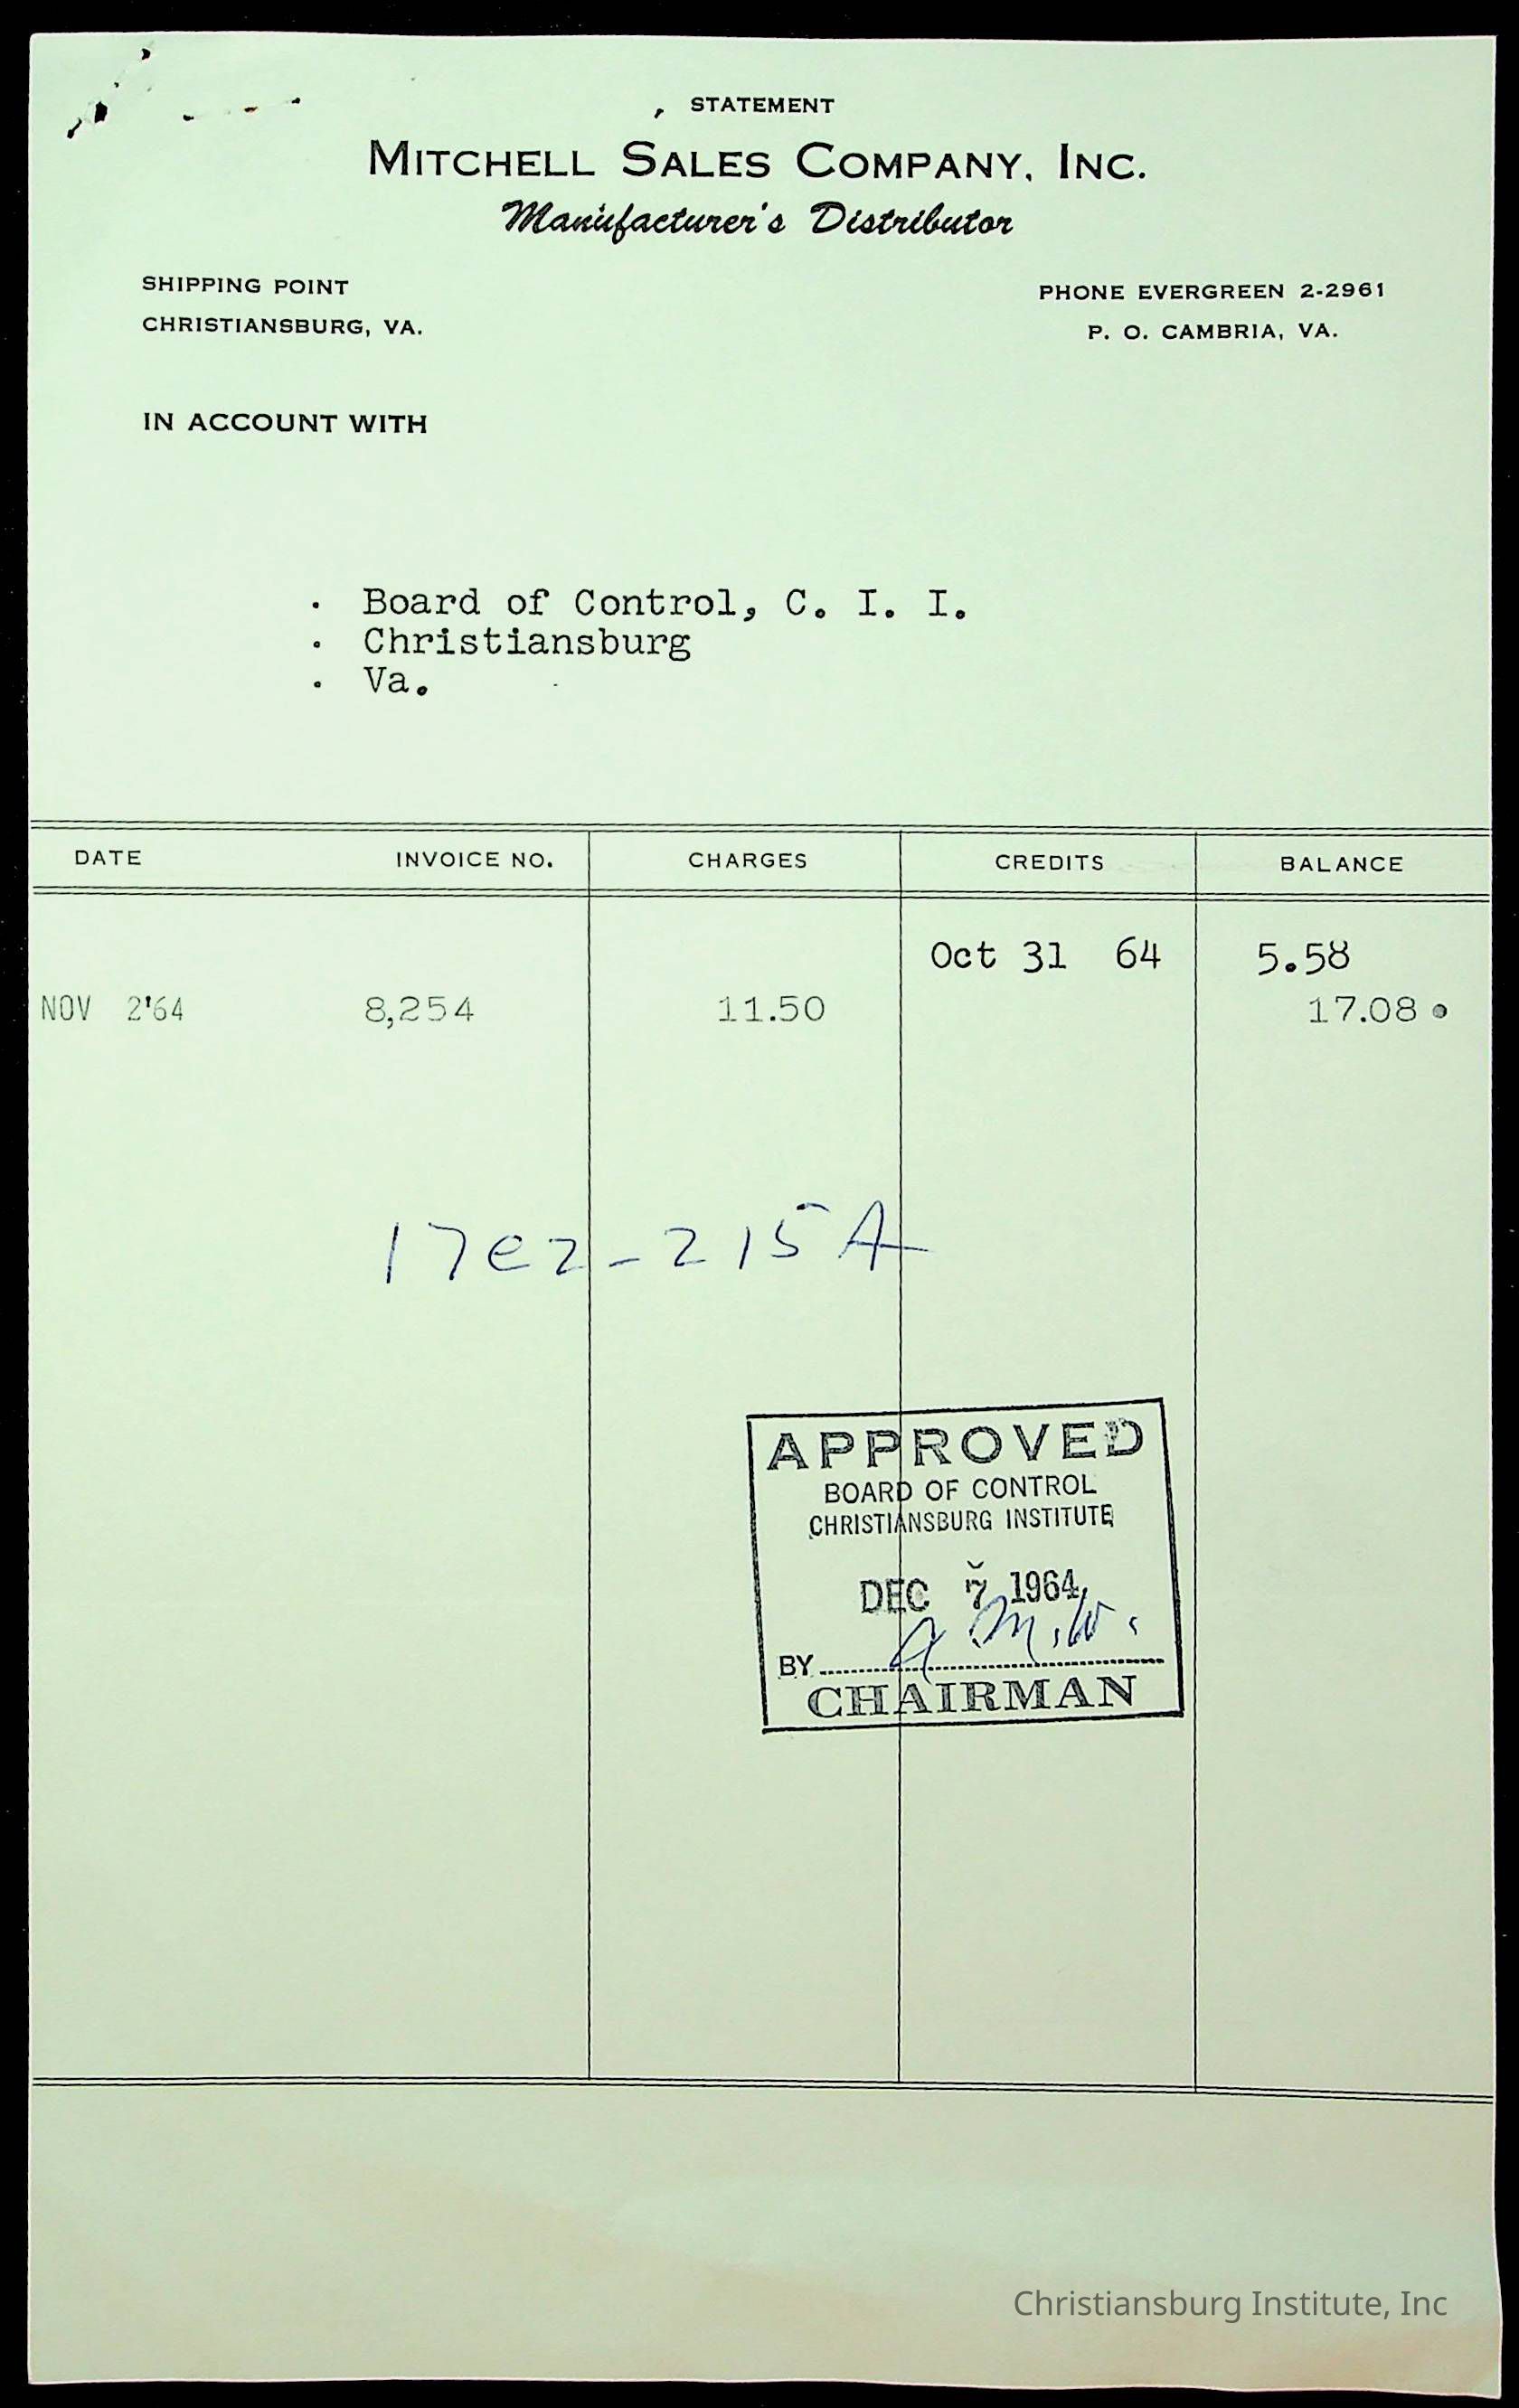 STATEMENT
MITCHELL SALES COMPANY, INC.
Manufacturer's Distributor
SHIPPING POINT
CHRISTIANSBURG, VA.
PHONE EVERGREEN 2-2961
P. O. CAMBRIA, VA.
IN ACCOUNT WITH
. Board of Control, C. I. I.
. Christiansburg
. Va.
DATE INVOICE NO. CHARGES CREDITS BALANCE
Oct 31 64 5.58
NOV 2'64 8,254 11.50 17.08
17e2-215A
APPROVED
BOARD OF CONTROL
CHRISTIANSBURG INSTITUTE
DEC 7 1964
A.M.W.
BY
CHAIRMAN
Christiansburg Institute, Inc